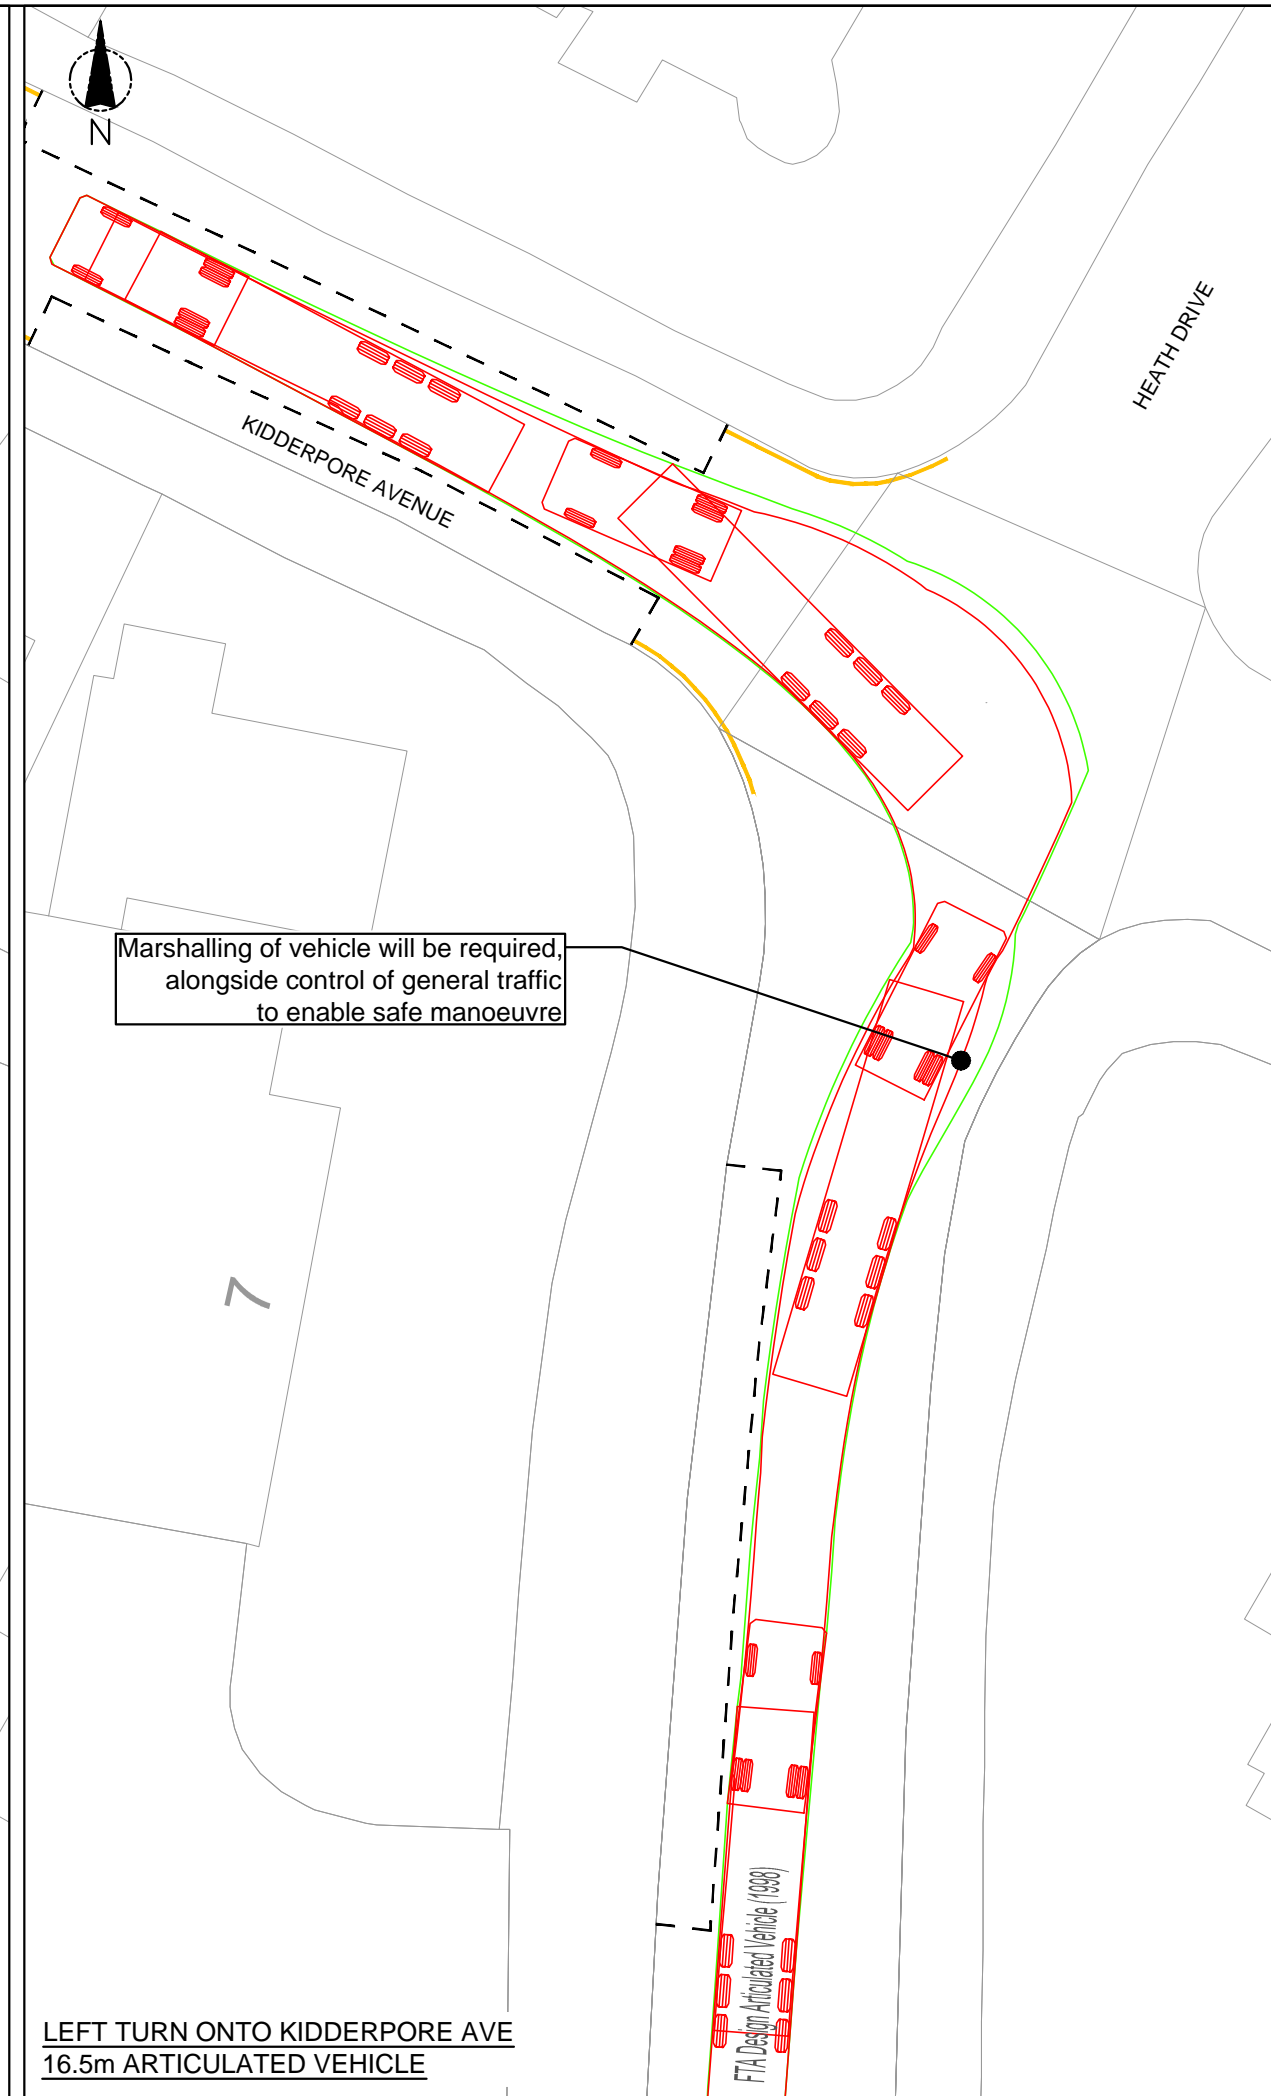 N
HEATH DRIVE
KIDDERPORE AVENUE
Marshalling of vehicle will be required,
alongside control of general traffic
to enable safe manoeuvre
7
FTA Design Articulated Vehicle (1998)
LEFT TURN ONTO KIDDERPORE AVE
16.5m ARTICULATED VEHICLE